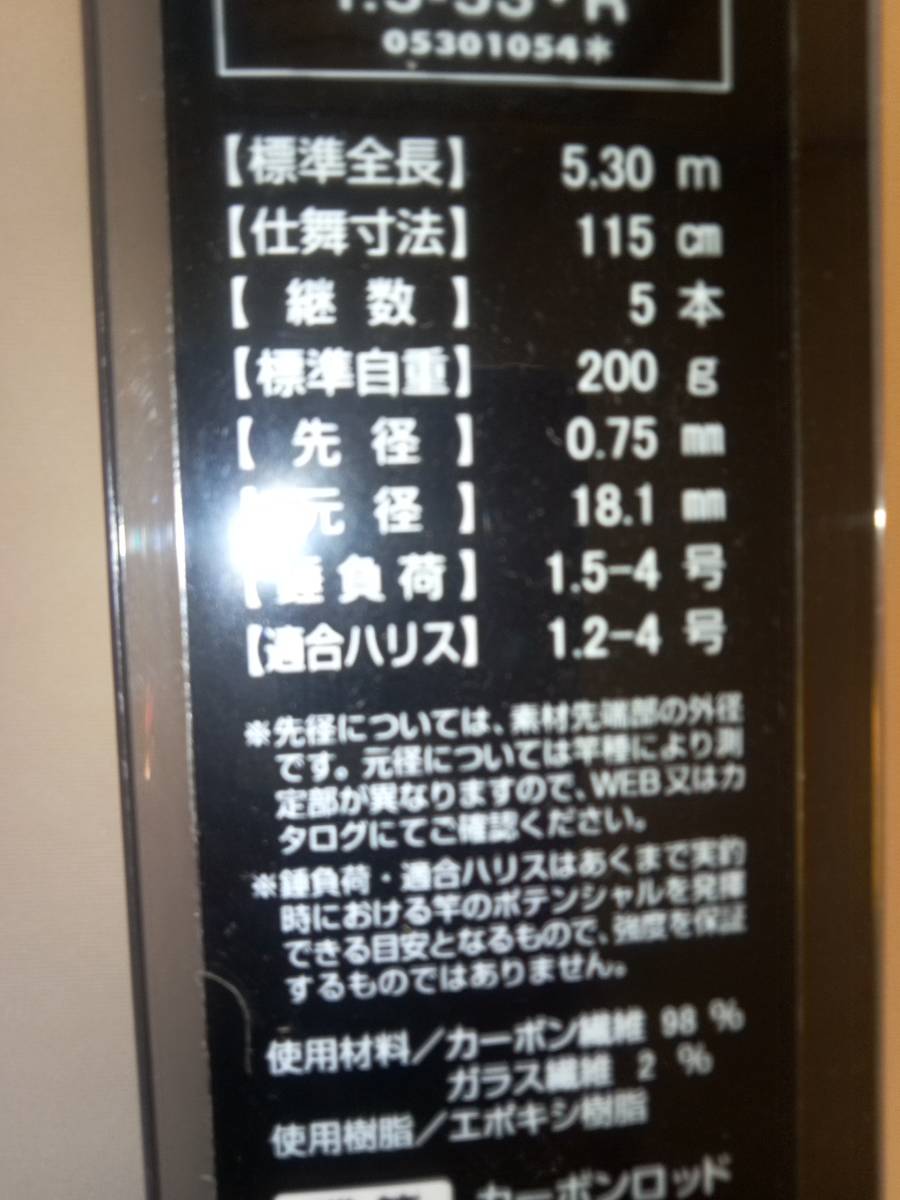 1.5-53・R
05301054＊
【標準全長】 5.30 m
【仕舞寸法】 115 cm
【 継 数 】 5 本
【標準自重】 200 g
【 先 径 】 0.75 mm
【 元 径 】 18.1 mm
【 錘 負 荷 】 1.5-4 号
【適合ハリス】 1.2-4 号
※先径については、素材先端部の外径
です。元径については竿種により測
定部が異なりますので、WEB又はカ
タログにてご確認ください。
※錘負荷・適合ハリスはあくまで実釣
時における竿のポテンシャルを発揮
できる目安となるもので、強度を保証
するものではありません。
使用材料／カーボン繊維 98 %
ガラス繊維 2 %
使用樹脂／エポキシ樹脂
カーボンロッド